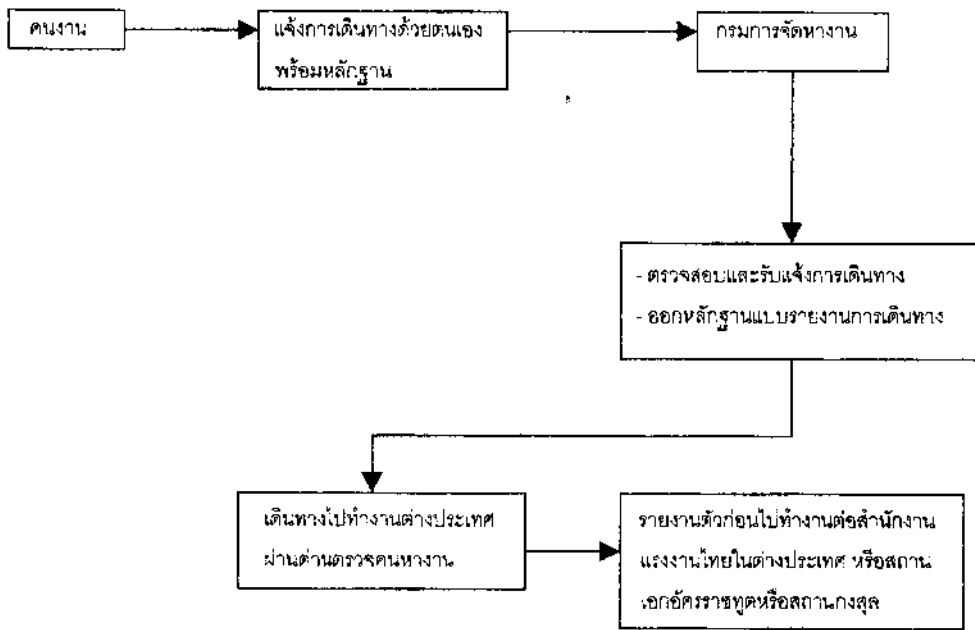 คนงาน
แจ้งการเดินทางด้วยตนเอง
พร้อมหลักฐาน
กรมการจัดหางาน
- ตรวจสอบและรับแจ้งการเดินทาง
- ออกหลักฐานแบบรายงานการเดินทาง
เดินทางไปทำงานต่างประเทศ
ผ่านด่านตรวจคนหางาน
รายงานตัวก่อนไปทำงานต่อสำนักงาน
แรงงานไทยในต่างประเทศ หรือสถาน
เอกอัครราชทูตหรือสถานกงสุล